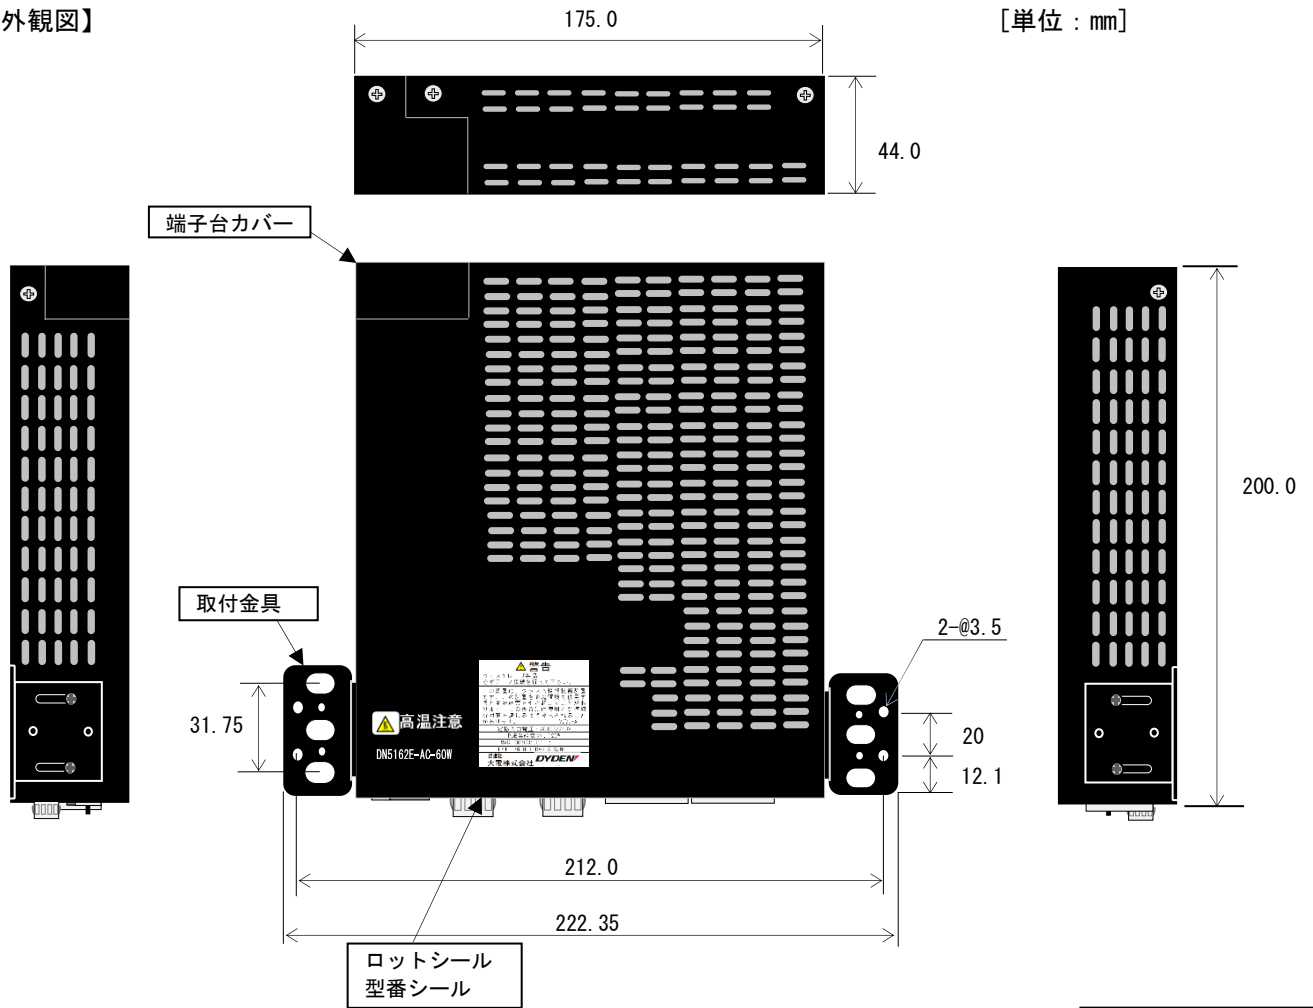 外観図】
[単位：mm]
175.0
44.0
端子台カバー
200.0
取付金具
2-@3.5
31.75
20
12.1
高温注意
DN5162E-AC-60W
警告
大電株式会社 DYDEN
212.0
222.35
ロットシール
型番シール